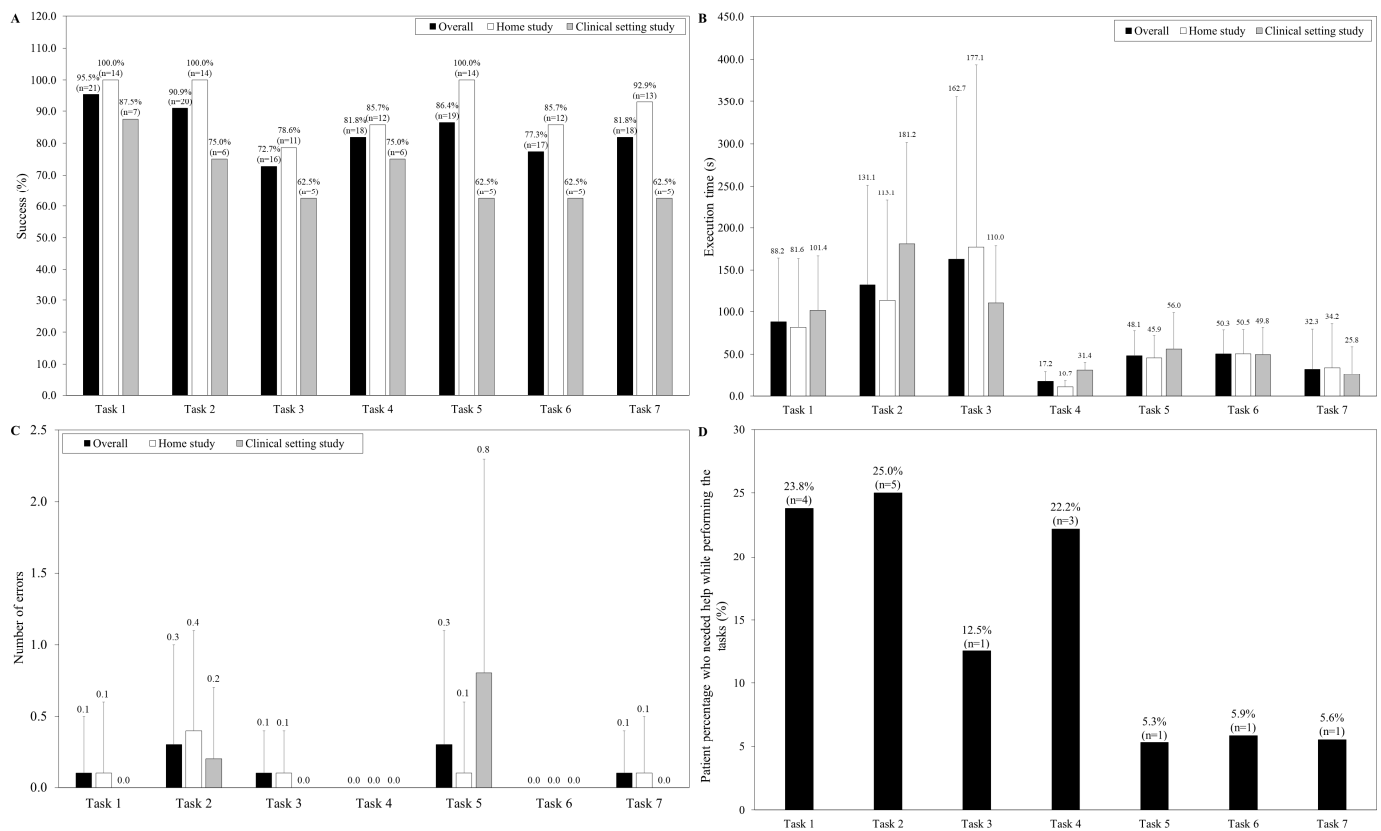 A
120.0
110.0
100.0
90.0
80.0
70.0
60.0
50.0
40.0
30.0
20.0
10.0
0.0
Success (%)
Overall Home study Clinical setting study
95.5%
(n=21)
100.0%
(n=14)
87.5%
(n=7)
90.9%
(n=20)
100.0%
(n=14)
75.0%
(n=6)
72.7%
(n=16)
78.6%
(n=11)
62.5%
(n=5)
81.8%
(n=18)
85.7%
(n=12)
75.0%
(n=6)
86.4%
(n=19)
100.0%
(n=14)
62.5%
(n=5)
77.3%
(n=17)
85.7%
(n=12)
62.5%
(n=5)
81.8%
(n=18)
92.9%
(n=13)
62.5%
(n=5)
Task 1 Task 2 Task 3 Task 4 Task 5 Task 6 Task 7
B
450.0
400.0
350.0
300.0
250.0
200.0
150.0
100.0
50.0
0.0
Execution time (s)
Overall Home study Clinical setting study
88.2 81.6 101.4
131.1 113.1 181.2
162.7 177.1 110.0
17.2 10.7 31.4
48.1 45.9 56.0
50.3 50.5 49.8
32.3 34.2 25.8
Task 1 Task 2 Task 3 Task 4 Task 5 Task 6 Task 7
C
2.5
2.0
1.5
1.0
0.5
0.0
Number of errors
Overall Home study Clinical setting study
0.1 0.1 0.0
0.3 0.4 0.2
0.1 0.1 0.0
0.0 0.0 0.0
0.3 0.1 0.8
0.0 0.0 0.0
0.1 0.1 0.0
Task 1 Task 2 Task 3 Task 4 Task 5 Task 6 Task 7
D
30
25
20
15
10
5
0
Patient percentage who needed help while performing the
tasks (%)
23.8%
(n=4)
25.0%
(n=5)
12.5%
(n=1)
22.2%
(n=3)
5.3%
(n=1)
5.9%
(n=1)
5.6%
(n=1)
Task 1 Task 2 Task 3 Task 4 Task 5 Task 6 Task 7